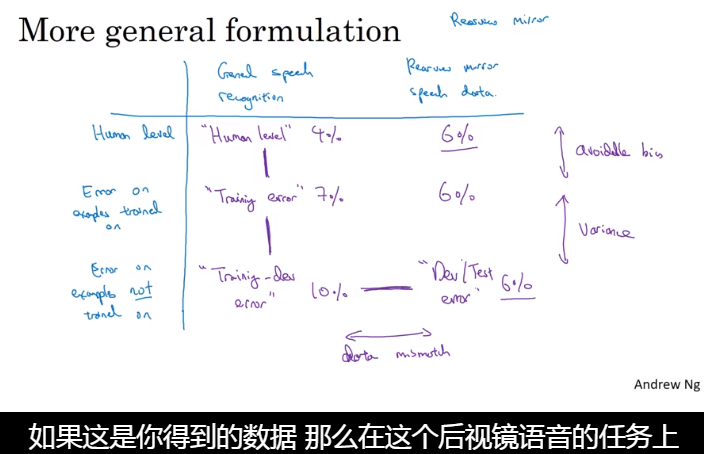 More general formulation
Rearview mirror
General speech
recognition
Rearview mirror
speech data.
Human level
"Human level" 4%
6%
avoidable bias
Error on
examples trained
on
"Training error" 7%
6%
Variance
Error on
examples not
trained on
"Training-dev
error"
10%
"Dev/Test
error"
6%
data mismatch
Andrew Ng
如果这是你得到的数据 那么在这个后视镜语音的任务上